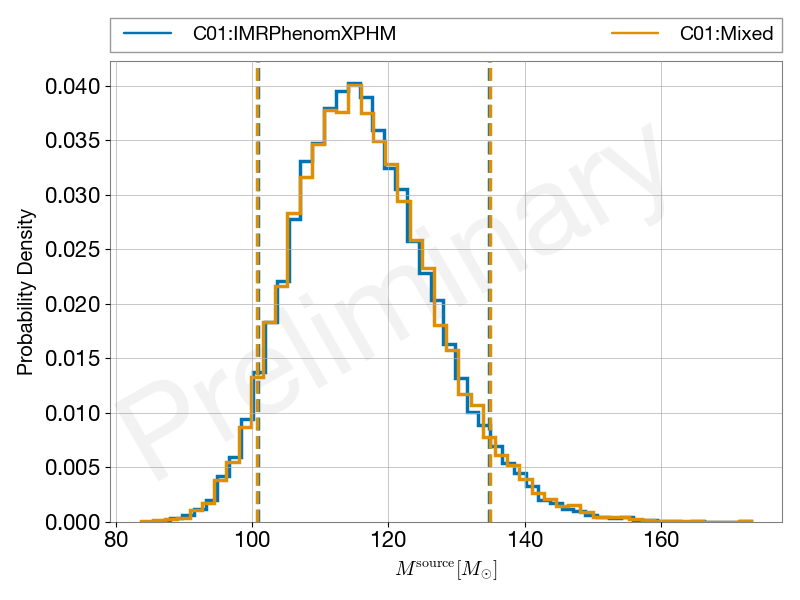 C01:IMRPhenomXPHM C01:Mixed
0.040
0.035
0.030
0.025
0.020
0.015
0.010
0.005
0.000
Probability Density
Preliminary
80 100 120 140 160
M^source [M_⊙]